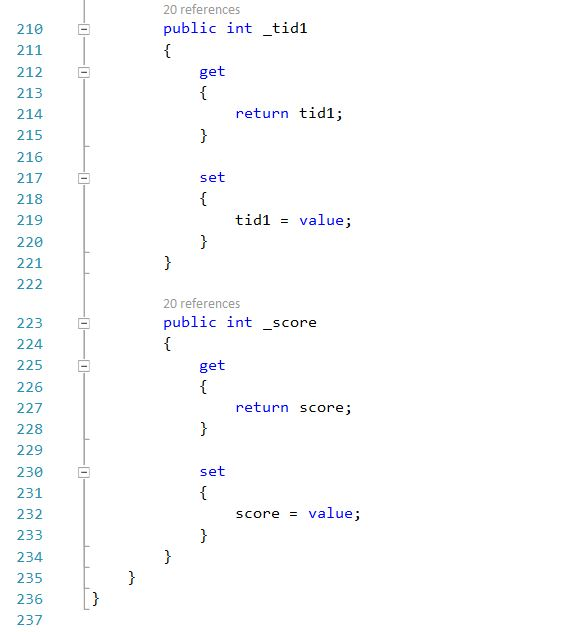 20 references
210 public int _tid1
211 {
212 get
213 {
214 return tid1;
215 }
216
217 set
218 {
219 tid1 = value;
220 }
221 }
222
20 references
223 public int _score
224 {
225 get
226 {
227 return score;
228 }
229
230 set
231 {
232 score = value;
233 }
234 }
235 }
236 }
237